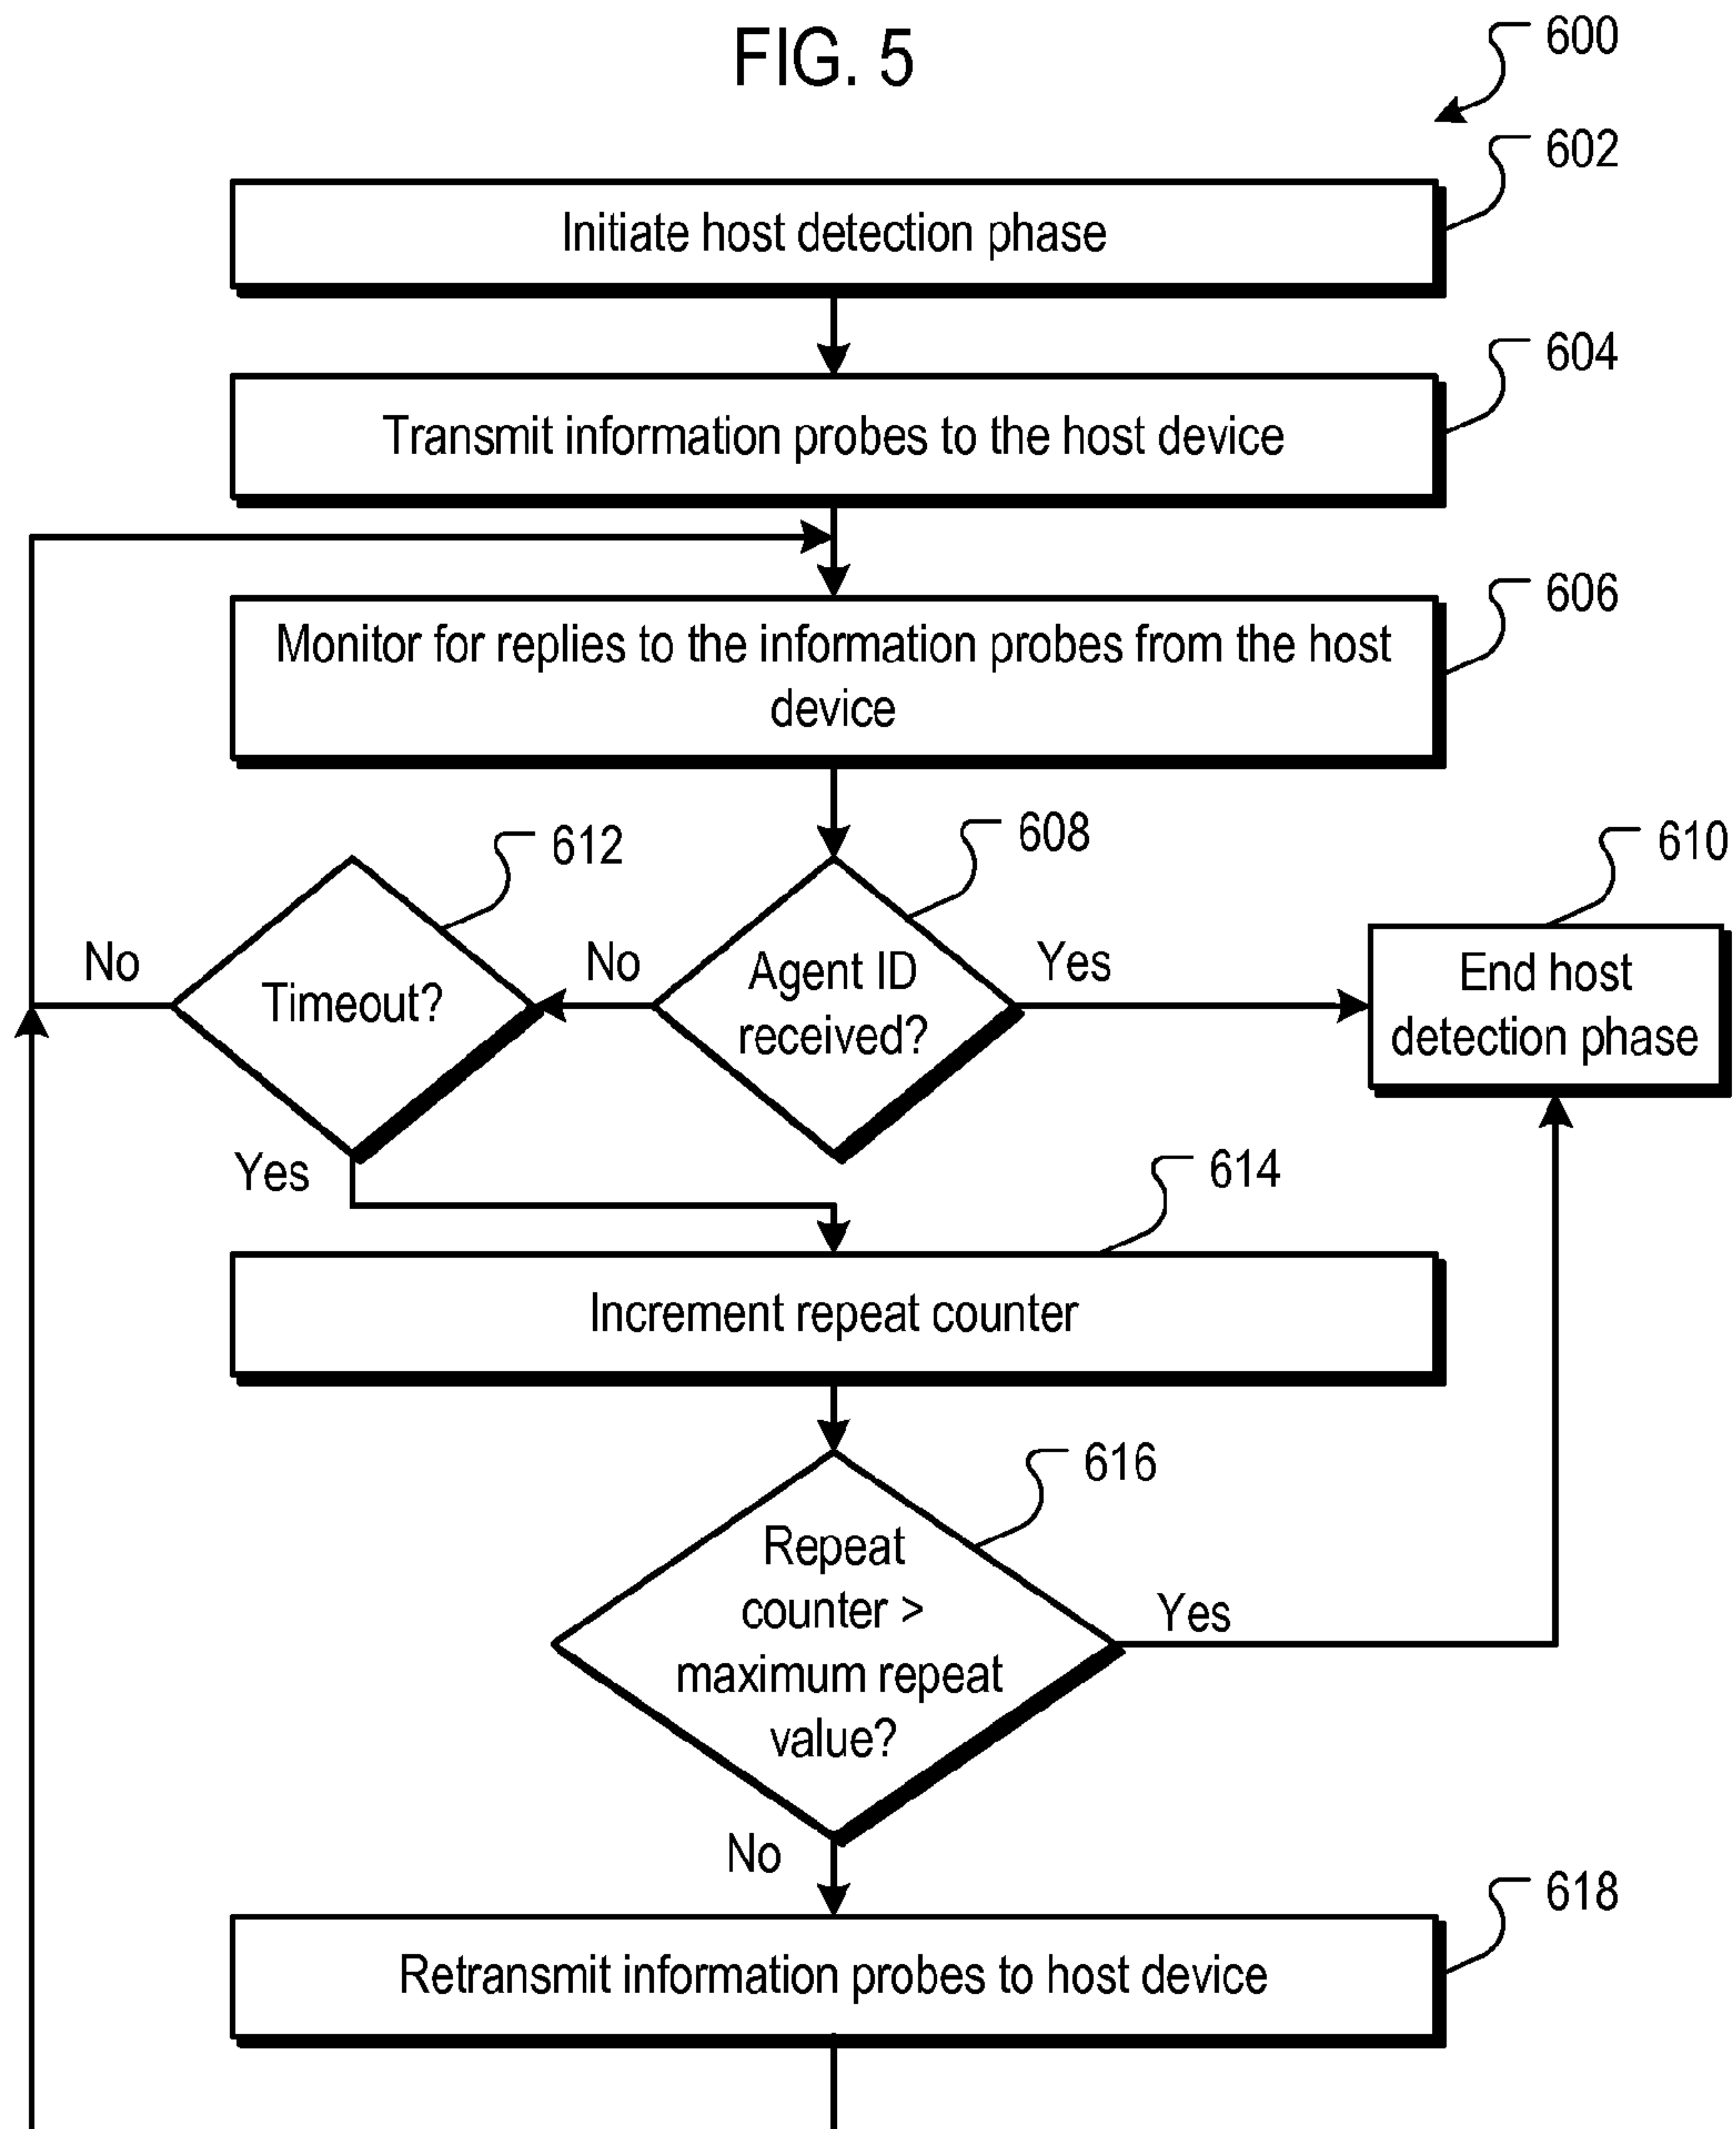 FIG. 5
600
602
Initiate host detection phase
604
Transmit information probes to the host device
606
Monitor for replies to the information probes from the host
device
612
608
610
No
Timeout?
No
Agent ID
received?
Yes
End host
detection phase
Yes
614
Increment repeat counter
616
Repeat
counter >
maximum repeat
value?
Yes
No
618
Retransmit information probes to host device